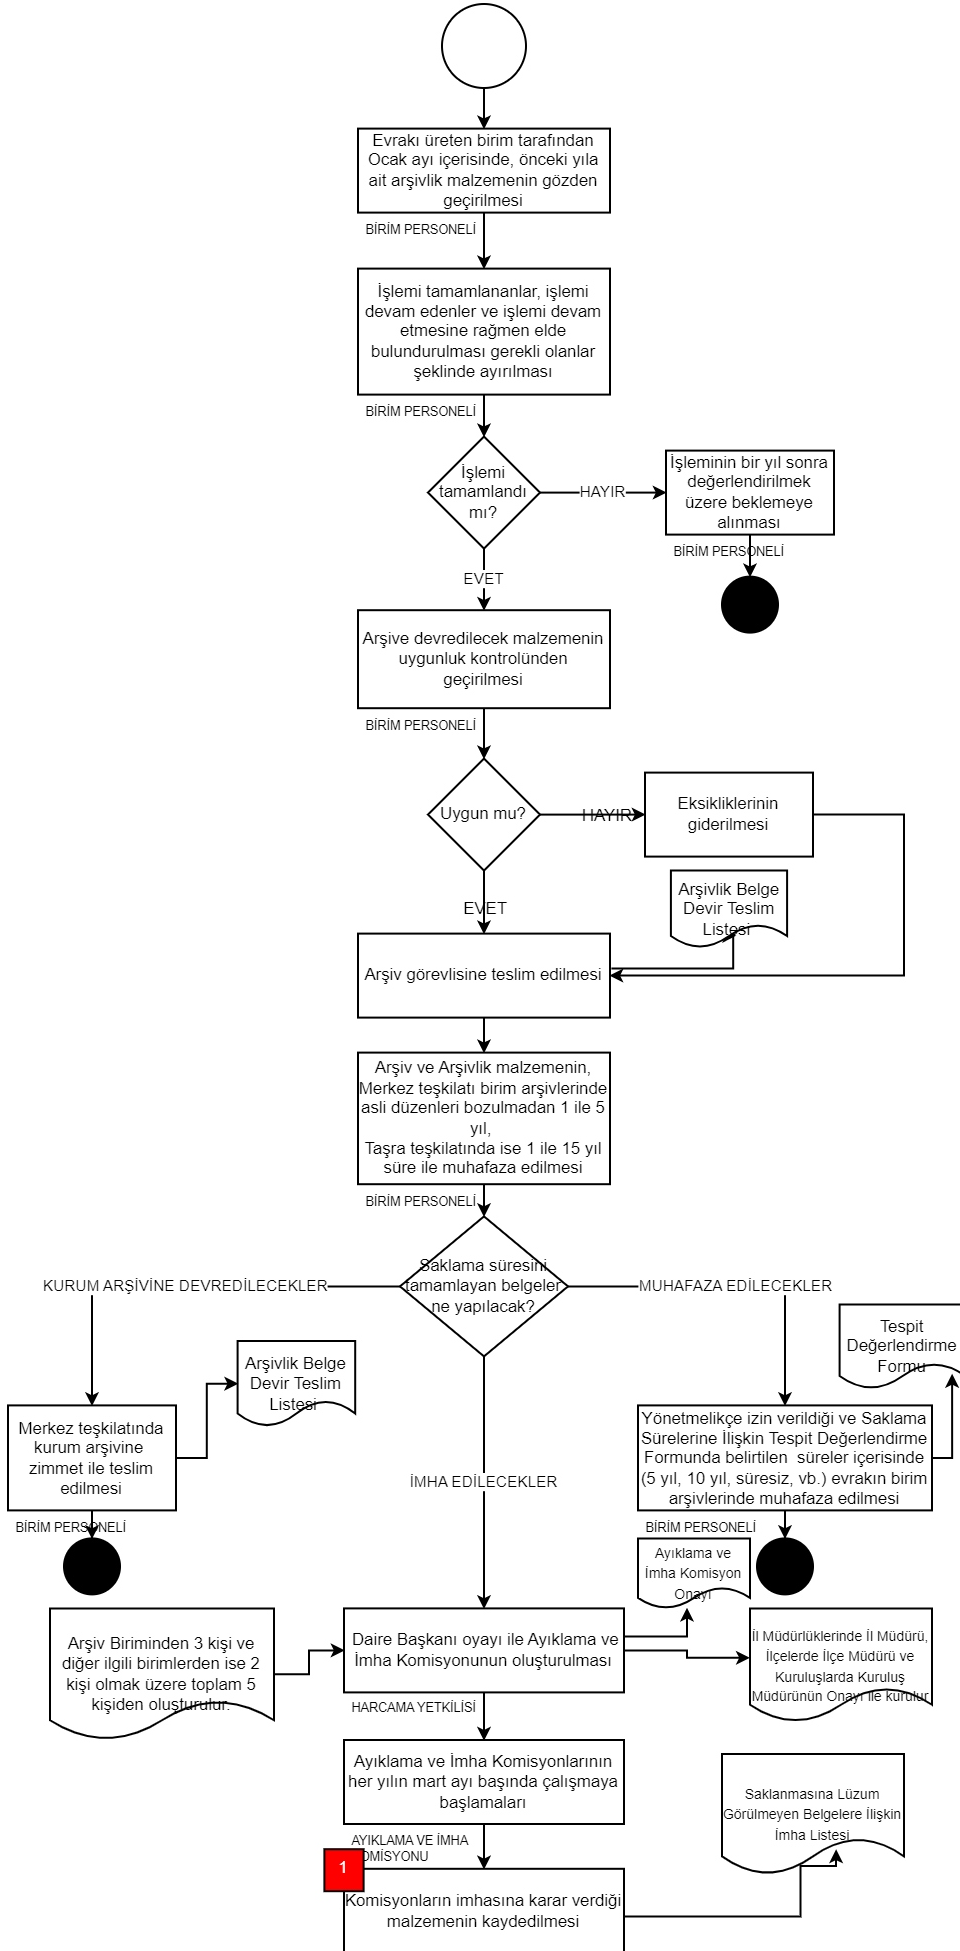 Evrakı üreten birim tarafından
Ocak ayı içerisinde, önceki yıla
ait arşivlik malzemenin gözden
geçirilmesi
BİRİM PERSONELİ
İşlemi tamamlananlar, işlemi
devam edenler ve işlemi devam
etmesine rağmen elde
bulundurulması gerekli olanlar
şeklinde ayırılması
BİRİM PERSONELİ
İşlemi
tamamlandı
mı?
HAYIR
İşleminin bir yıl sonra
değerlendirilmek
üzere beklemeye
alınması
BİRİM PERSONELİ
EVET
Arşive devredilecek malzemenin
uygunluk kontrolünden
geçirilmesi
BİRİM PERSONELİ
Uygun mu?
HAYIR
Eksikliklerinin
giderilmesi
EVET
Arşivlik Belge
Devir Teslim
Listesi
Arşiv görevlisine teslim edilmesi
Arşiv ve Arşivlik malzemenin,
Merkez teşkilatı birim arşivlerinde
asli düzenleri bozulmadan 1 ile 5
yıl,
Taşra teşkilatında ise 1 ile 15 yıl
süre ile muhafaza edilmesi
BİRİM PERSONELİ
Saklama süresini
tamamlayan belgeler
ne yapılacak?
KURUM ARŞİVİNE DEVREDİLECEKLER
MUHAFAZA EDİLECEKLER
Tespit
Değerlendirme
Formu
Arşivlik Belge
Devir Teslim
Listesi
Merkez teşkilatında
kurum arşivine
zimmet ile teslim
edilmesi
BİRİM PERSONELİ
İMHA EDİLECEKLER
Yönetmelikçe izin verildiği ve Saklama
Sürelerine İlişkin Tespit Değerlendirme
Formunda belirtilen süreler içerisinde
(5 yıl, 10 yıl, süresiz, vb.) evrakın birim
arşivlerinde muhafaza edilmesi
BİRİM PERSONELİ
Ayıklama ve
İmha Komisyon
Onayı
Arşiv Biriminden 3 kişi ve
diğer ilgili birimlerden ise 2
kişi olmak üzere toplam 5
kişiden oluşturulur.
Daire Başkanı oyayı ile Ayıklama ve
İmha Komisyonunun oluşturulması
İl Müdürlüklerinde İl Müdürü,
İlçelerde İlçe Müdürü ve
Kuruluşlarda Kuruluş
Müdürünün Onayı ile kurulur
HARCAMA YETKİLİSİ
Ayıklama ve İmha Komisyonlarının
her yılın mart ayı başında çalışmaya
başlamaları
AYIKLAMA VE İMHA
KOMİSYONU
Saklanmasına Lüzum
Görülmeyen Belgelere İlişkin
İmha Listesi
1
Komisyonların imhasına karar verdiği
malzemenin kaydedilmesi